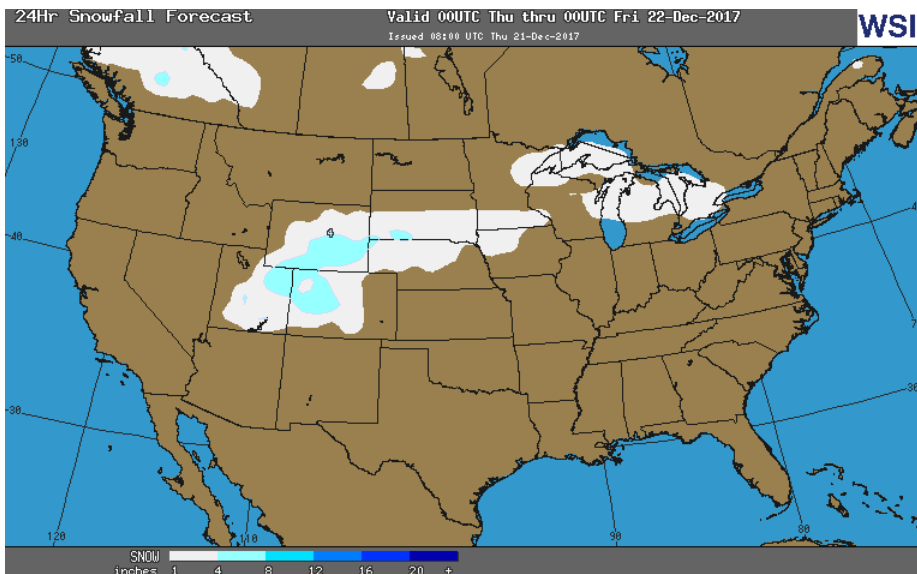 24Hr Snowfall Forecast
Valid 00UTC Thu thru 00UTC Fri 22-Dec-2017
Issued 08:00 UTC Thu 21-Dec-2017
WSI
50
130
40
30
120
110
90
80
SNOW
inches 1 4 8 12 16 20 +